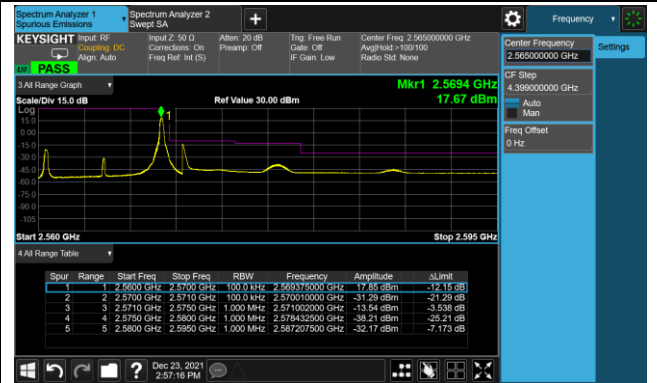 Spectrum Analyzer 1
Spurious Emissions
Spectrum Analyzer 2
Swept SA
+
Frequency
KEYSIGHT
Input: RF
Coupling: DC
Align: Auto
Input Z: 50 Ω
Corrections: On
Freq Ref: Int (S)
Atten: 20 dB
Preamp: Off
Trig: Free Run
Gate: Off
IF Gain: Low
Center Freq: 2.565000000 GHz
Avg|Hold:>100/100
Radio Std: None
PASS
Center Frequency
2.565000000 GHz
Settings
CF Step
4.399000000 GHz
Auto
Man
Freq Offset
0 Hz
3 All Range Graph
Mkr1 2.5694 GHz
Scale/Div 15.0 dB
Ref Value 30.00 dBm
17.67 dBm
Log
1
15.0
0.00
-15.0
-30.0
-45.0
-60.0
-75.0
-90.0
-105
Start 2.560 GHz
Stop 2.595 GHz
4 All Range Table
Spur Range Start Freq Stop Freq RBW Frequency Amplitude ΔLimit
1 1 2.5600 GHz 2.5700 GHz 100.0 kHz 2.569375000 GHz 17.85 dBm -12.15 dB
2 2 2.5700 GHz 2.5710 GHz 100.0 kHz 2.570010000 GHz -31.29 dBm -21.29 dB
3 3 2.5710 GHz 2.5750 GHz 1.000 MHz 2.571002000 GHz -13.54 dBm -3.538 dB
4 4 2.5750 GHz 2.5800 GHz 1.000 MHz 2.578432500 GHz -38.21 dBm -25.21 dB
5 5 2.5800 GHz 2.5950 GHz 1.000 MHz 2.587207500 GHz -32.17 dBm -7.173 dB
?
Dec 23, 2021
2:57:16 PM